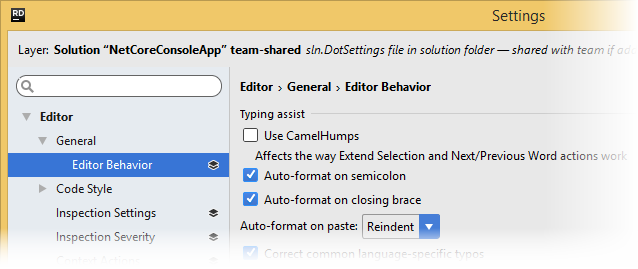 RD Settings
Layer: Solution “NetCoreConsoleApp” team-shared sln.DotSettings file in solution folder — shared with team if
Editor › General › Editor Behavior
Editor
General
Editor Behavior
Code Style
Inspection Settings
Inspection Severity
Context Actions
Typing assist
Use CamelHumps
Affects the way Extend Selection and Next/Previous Word actions work
Auto-format on semicolon
Auto-format on closing brace
Auto-format on paste: Reindent
Correct common language-specific typos